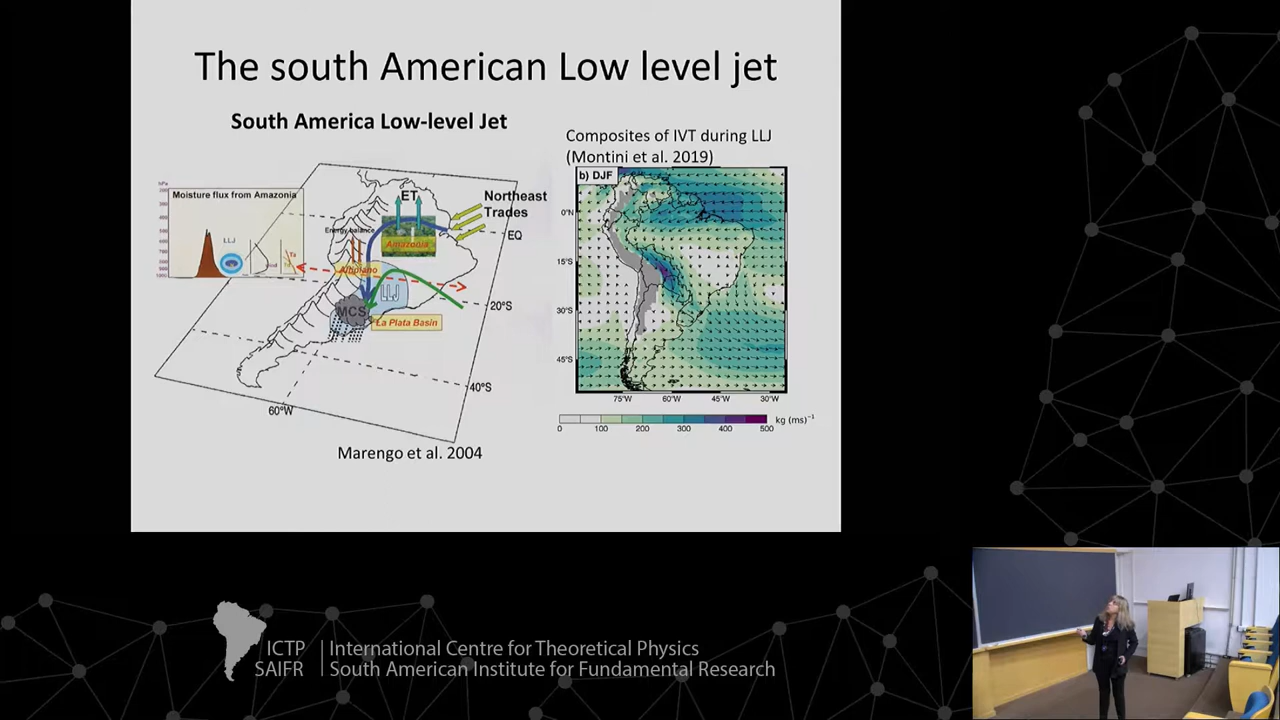 The south American Low level jet
South America Low-level Jet
Composites of IVT during LLJ
(Montini et al. 2019)
Moisture flux from Amazonia
LLJ
ET
Northeast
Trades
Energy balance
Amazonia
EQ
Altiplano
LLJ
20°S
MCS
La Plata Basin
40°S
60°W
Marengo et al. 2004
b) DJF
0°N
15°S
30°S
45°S
75°W 60°W 45°W 30°W
0 100 200 300 400 500
kg (ms)⁻¹
ICTP
SAIFR
International Centre for Theoretical Physics
South American Institute for Fundamental Research